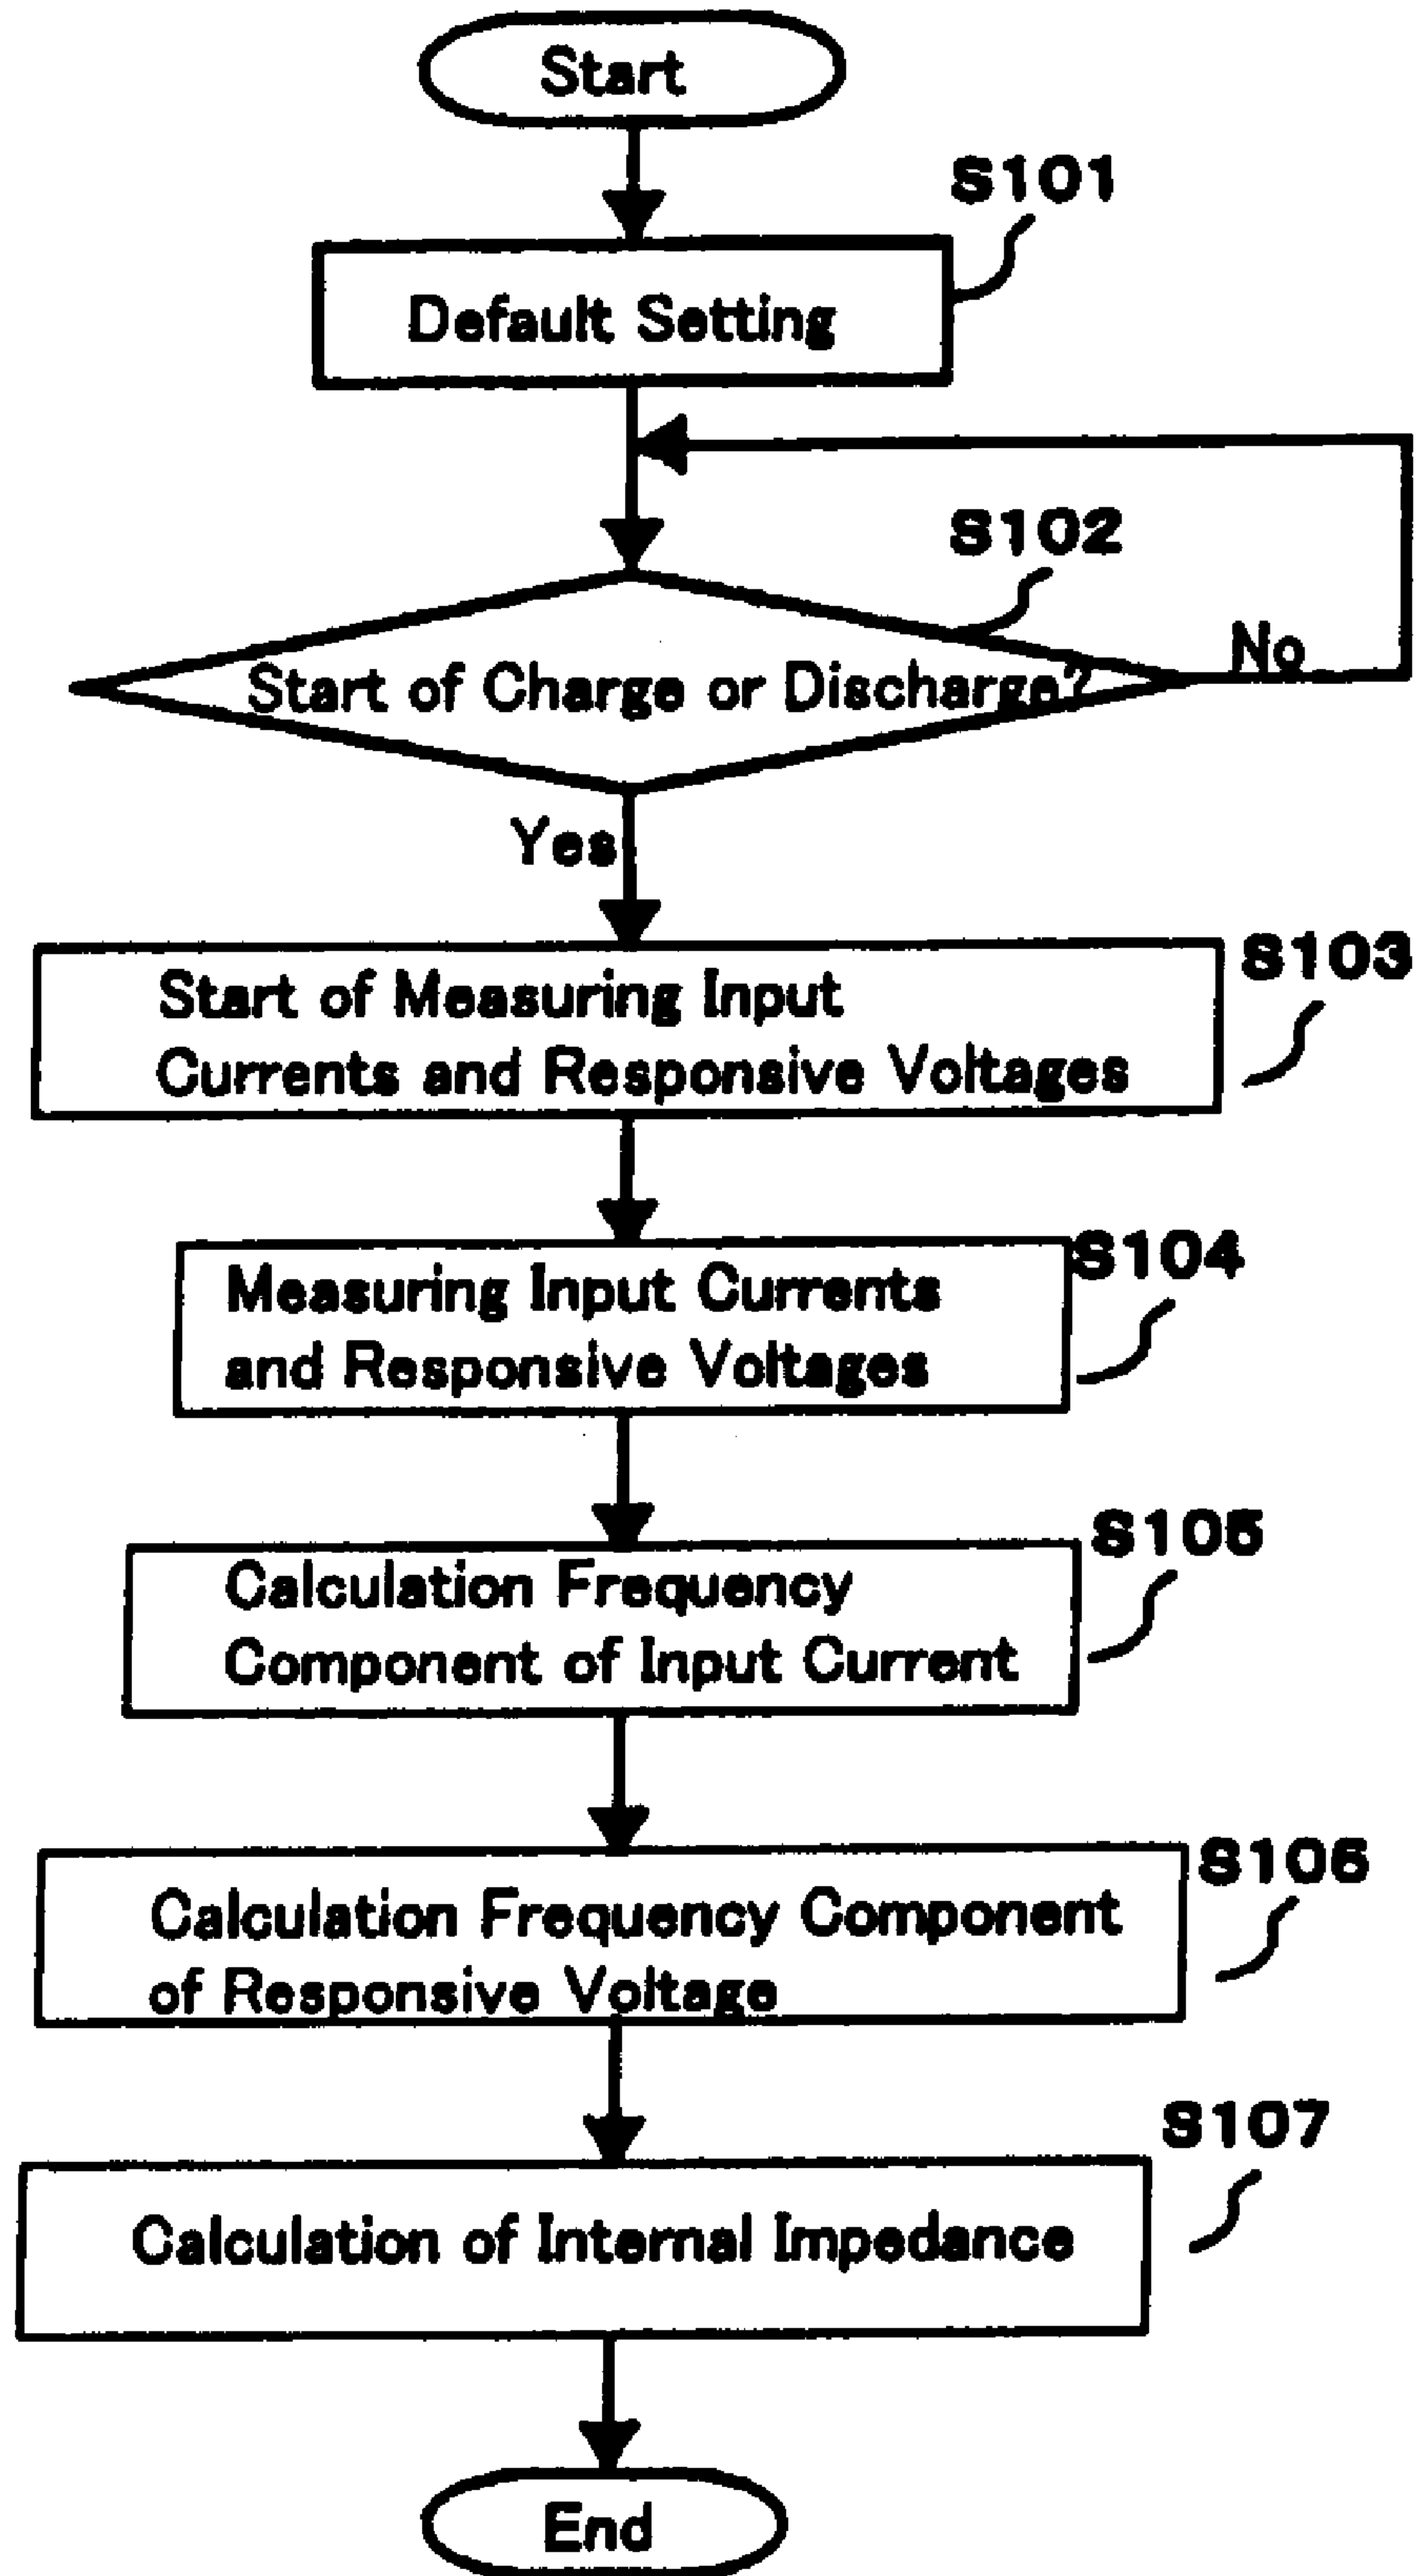 Start
S101
Default Setting
S102
Start of Charge or Discharge?
No
Yes
S103
Start of Measuring Input
Currents and Responsive Voltages
S104
Measuring Input Currents
and Responsive Voltages
S105
Calculation Frequency
Component of Input Current
S106
Calculation Frequency Component
of Responsive Voltage
S107
Calculation of Internal Impedance
End